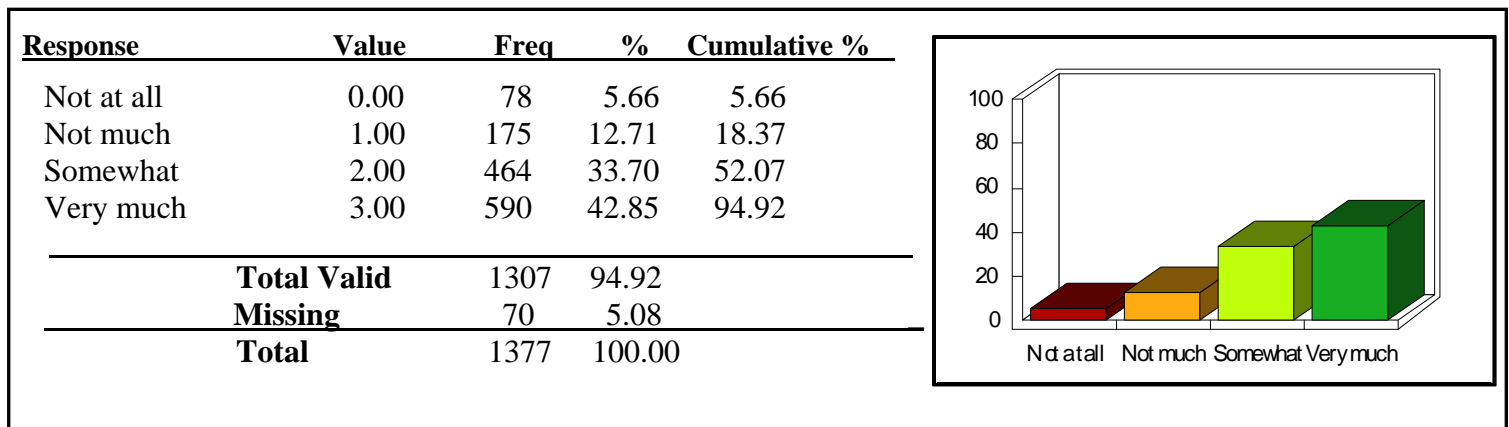 Response Value Freq % Cumulative %
Not at all 0.00 78 5.66 5.66
Not much 1.00 175 12.71 18.37
Somewhat 2.00 464 33.70 52.07
Very much 3.00 590 42.85 94.92
Total Valid 1307 94.92
Missing 70 5.08
Total 1377 100.00
100
80
60
40
20
0
Not at all Not much Somewhat Very much